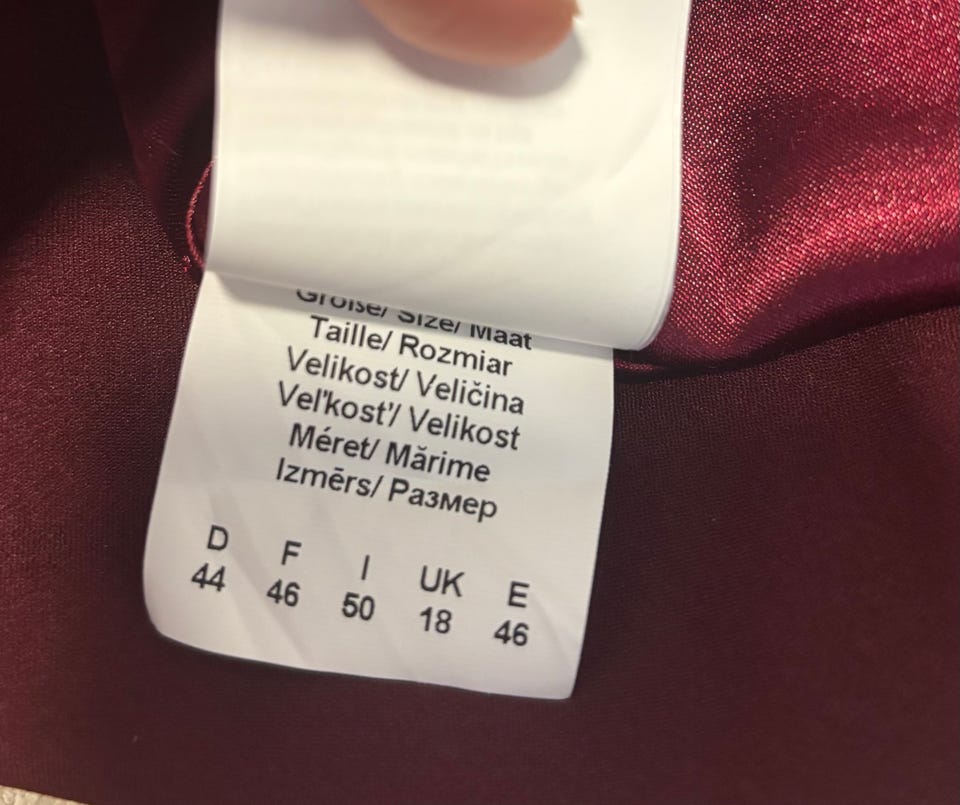 Größe/ Size/ Maat
Taille/ Rozmiar
Velikost/ Veličina
Veľkosť/ Velikost
Méret/ Mărime
Izmērs/ Размер
D F I UK E
44 46 50 18 46